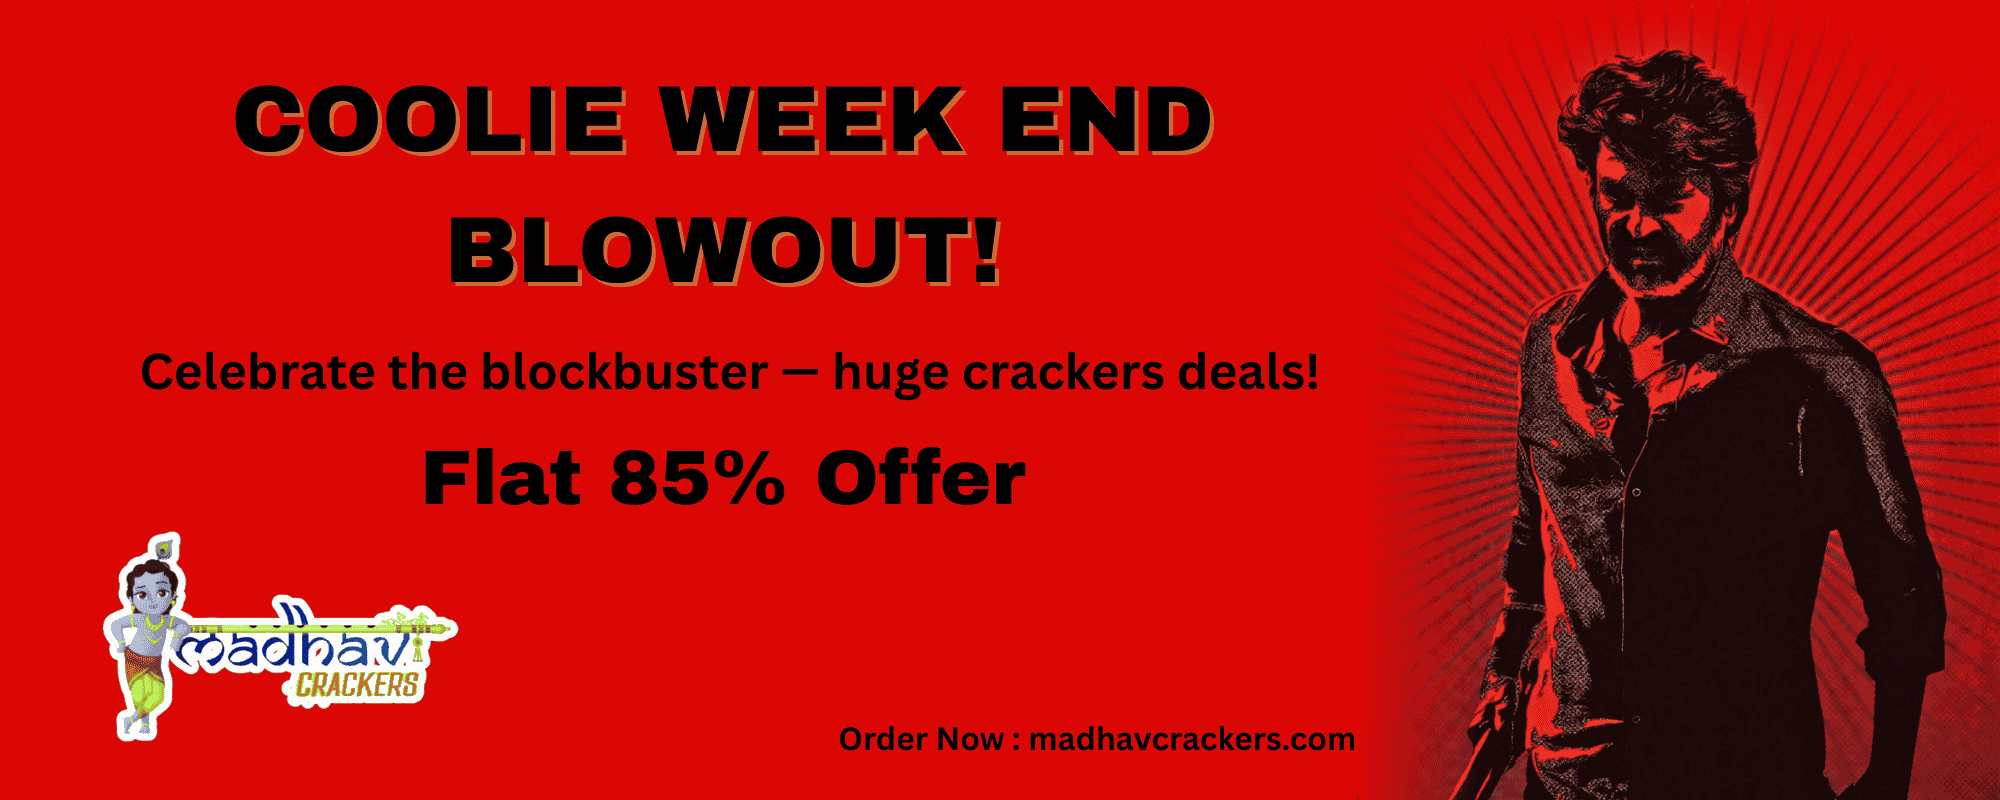 COOLIE WEEK END
BLOWOUT!
Celebrate the blockbuster — huge crackers deals!
Flat 85% Offer
madhav
CRACKERS
Order Now : madhavcrackers.com